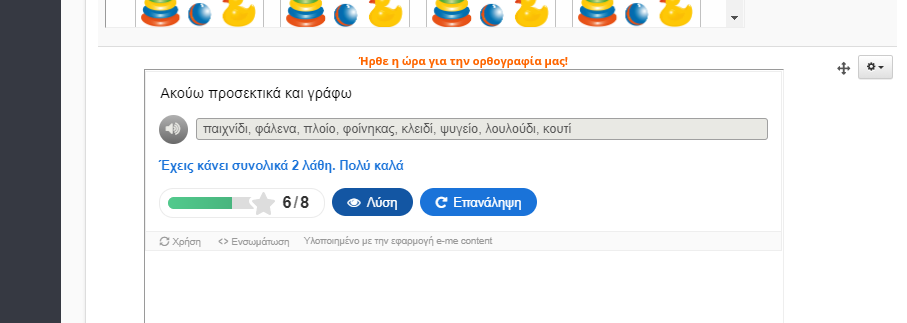 Ήρθε η ώρα για την ορθογραφία μας!
Ακούω προσεκτικά και γράφω
παιχνίδι, φάλενα, πλοίο, φοίνηκας, κλειδί, ψυγείο, λουλούδι, κουτί
Έχεις κάνει συνολικά 2 λάθη. Πολύ καλά
6/8 Λύση Επανάληψη
Χρήση <> Ενσωμάτωση Υλοποιημένο με την εφαρμογή e-me content